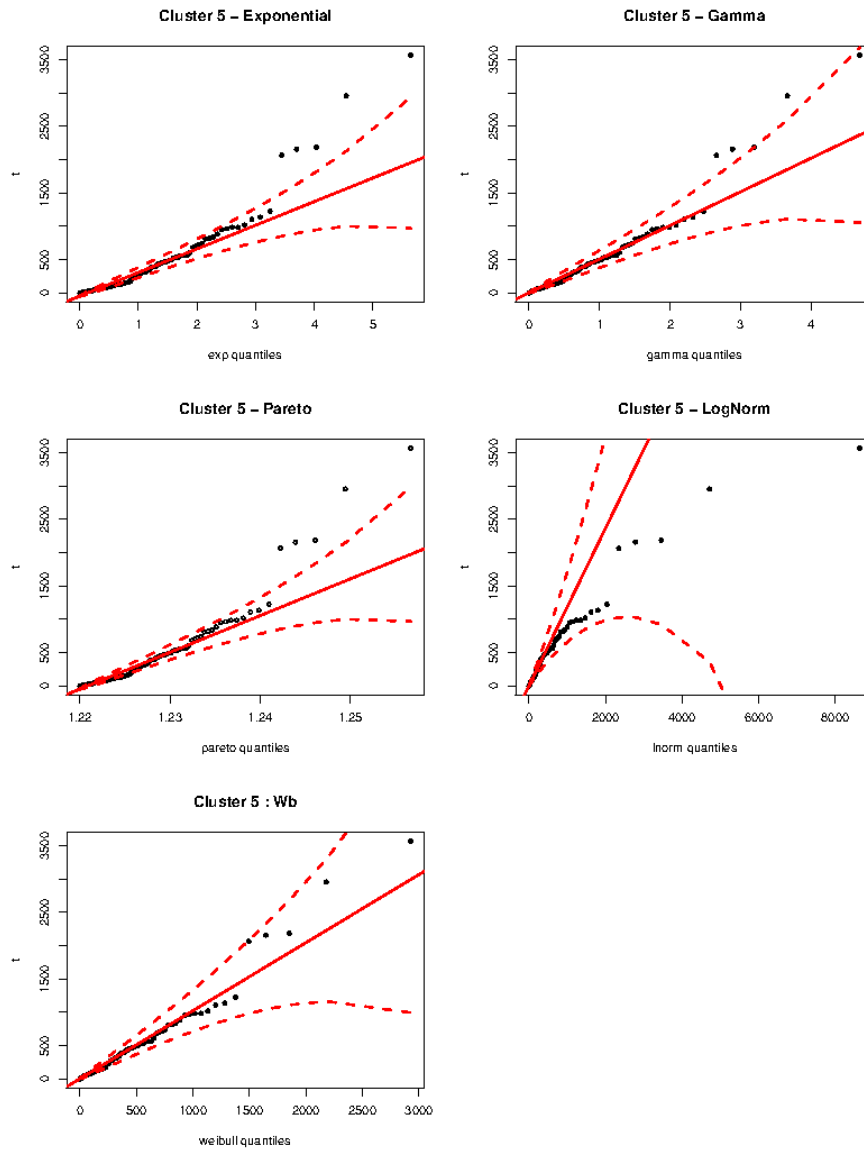 Cluster 5 – Exponential
3500
2500
1500
500
0
t
0 1 2 3 4 5
exp quantiles
Cluster 5 – Gamma
3500
2500
1500
500
0
t
0 1 2 3 4
gamma quantiles
Cluster 5 – Pareto
3500
2500
1500
500
0
t
1.22 1.23 1.24 1.25
pareto quantiles
Cluster 5 – LogNorm
3500
2500
1500
500
0
t
0 2000 4000 6000 8000
lnorm quantiles
Cluster 5 : Wb
3500
2500
1500
500
0
t
0 500 1000 1500 2000 2500 3000
weibull quantiles